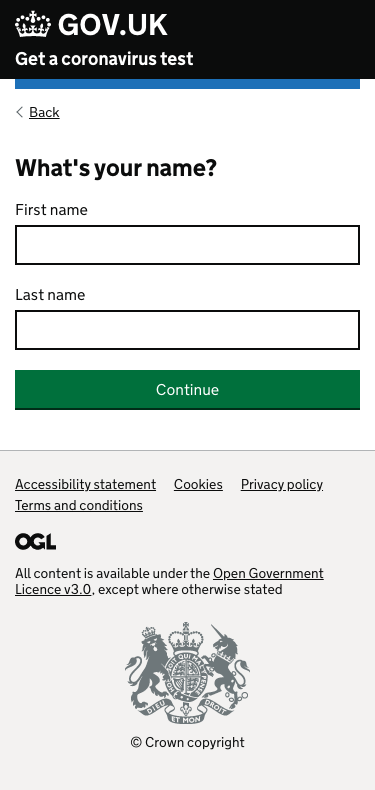 GOV.UK
Get a coronavirus test
Back
What's your name?
First name
Last name
Continue
Accessibility statement Cookies Privacy policy
Terms and conditions
OGL
All content is available under the Open Government
Licence v3.0, except where otherwise stated
DIEU ET MON DROIT
© Crown copyright